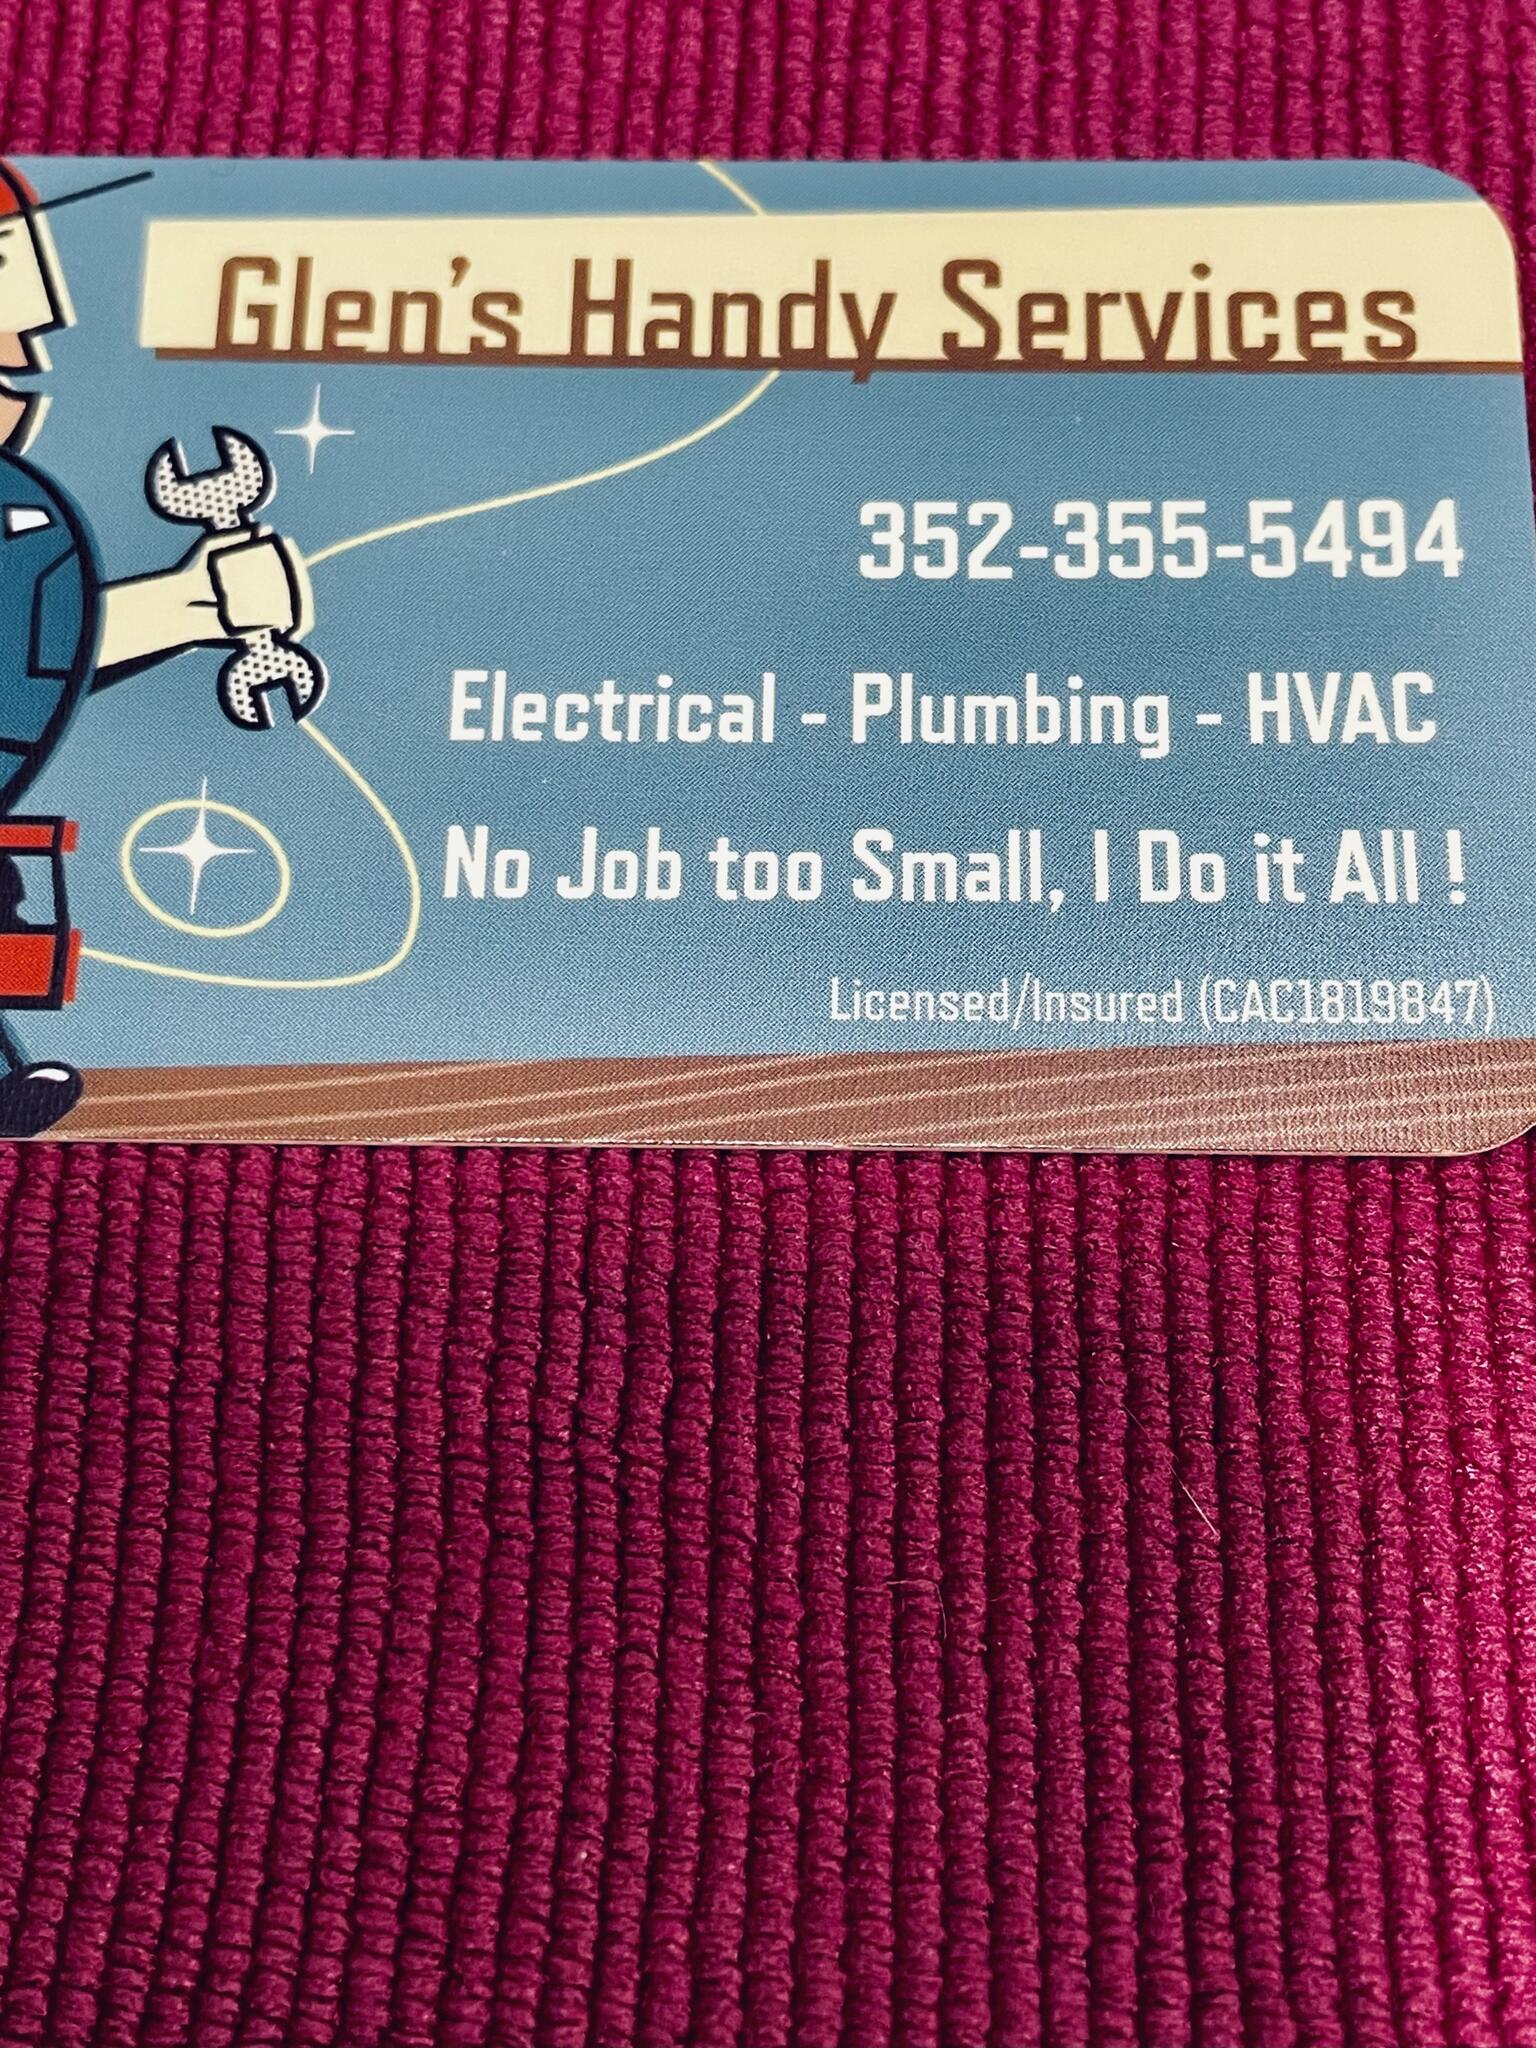 Glen's Handy Services
352-355-5494
Electrical - Plumbing - HVAC
No Job too Small, I Do it All !
Licensed/Insured (CAC1819847)